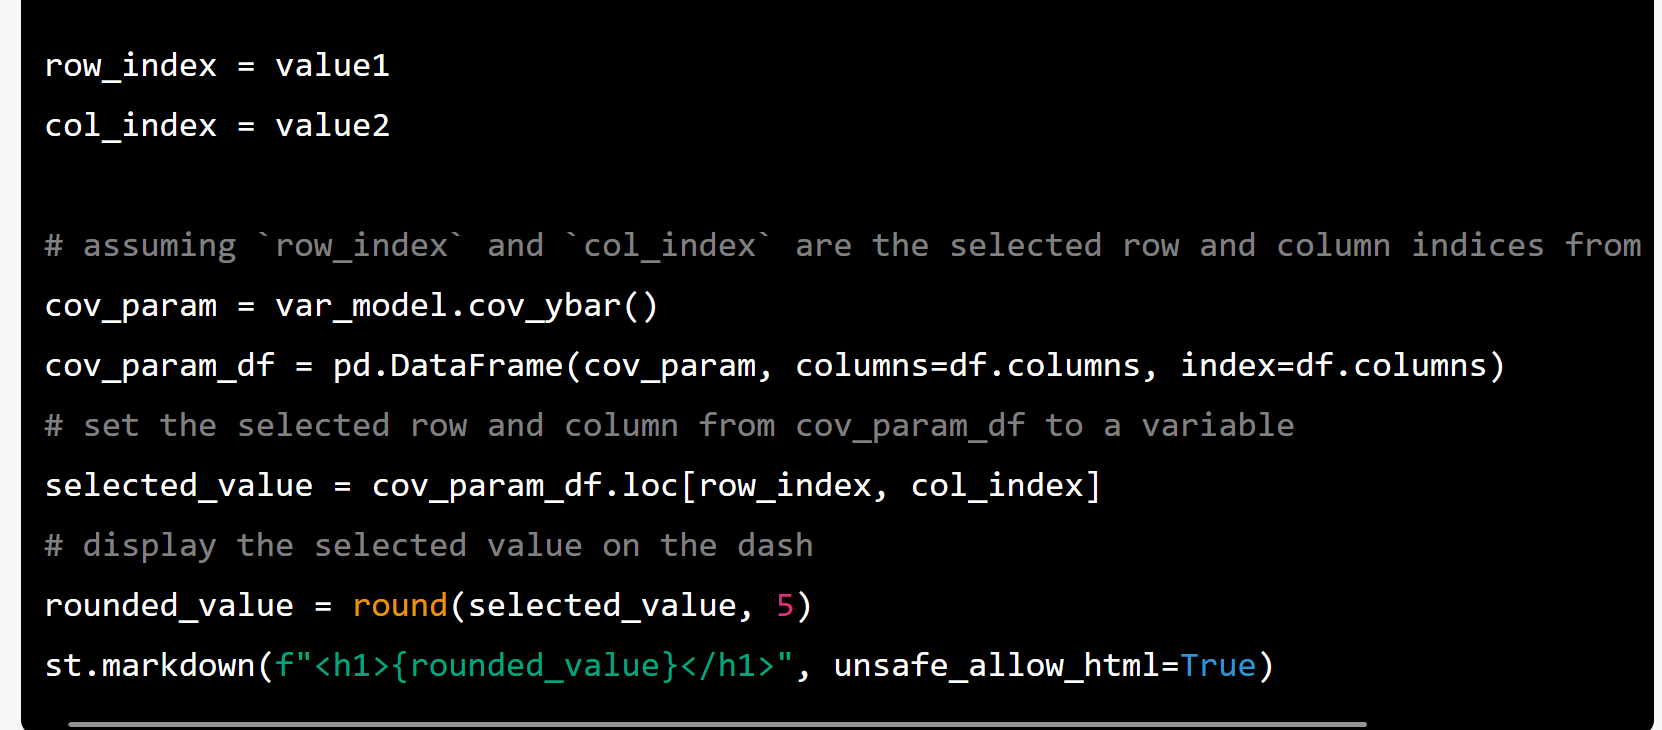 row_index = value1
col_index = value2
# assuming `row_index` and `col_index` are the selected row and column indices from
cov_param = var_model.cov_ybar()
cov_param_df = pd.DataFrame(cov_param, columns=df.columns, index=df.columns)
# set the selected row and column from cov_param_df to a variable
selected_value = cov_param_df.loc[row_index, col_index]
# display the selected value on the dash
rounded_value = round(selected_value, 5)
st.markdown(f"<h1>{rounded_value}</h1>", unsafe_allow_html=True)